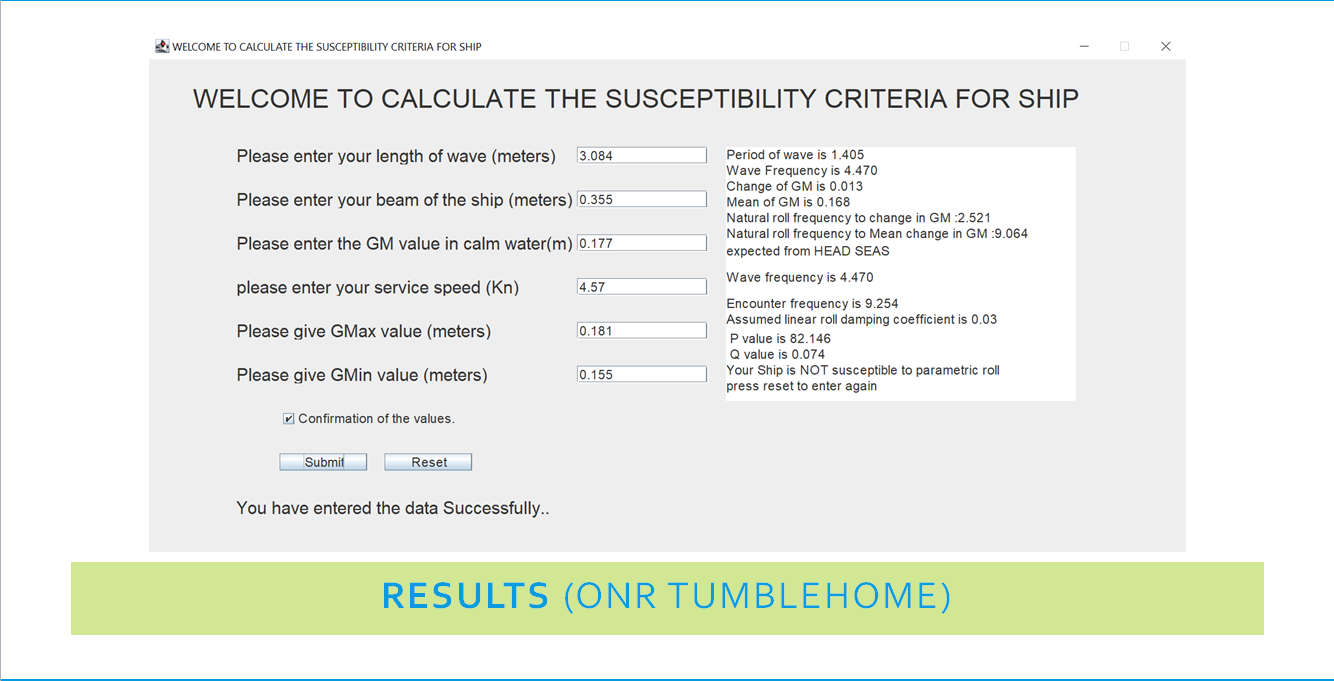 WELCOME TO CALCULATE THE SUSCEPTIBILITY CRITERIA FOR SHIP
WELCOME TO CALCULATE THE SUSCEPTIBILITY CRITERIA FOR SHIP
Please enter your length of wave (meters) 3.084
Please enter your beam of the ship (meters) 0.355
Please enter the GM value in calm water(m) 0.177
please enter your service speed (Kn) 4.57
Please give GMax value (meters) 0.181
Please give GMin value (meters) 0.155
Confirmation of the values.
Submit Reset
You have entered the data Successfully..
Period of wave is 1.405
Wave Frequency is 4.470
Change of GM is 0.013
Mean of GM is 0.168
Natural roll frequency to change in GM :2.521
Natural roll frequency to Mean change in GM :9.064
expected from HEAD SEAS
Wave frequency is 4.470
Encounter frequency is 9.254
Assumed linear roll damping coefficient is 0.03
P value is 82.146
Q value is 0.074
Your Ship is NOT susceptible to parametric roll
press reset to enter again
RESULTS (ONR TUMBLEHOME)